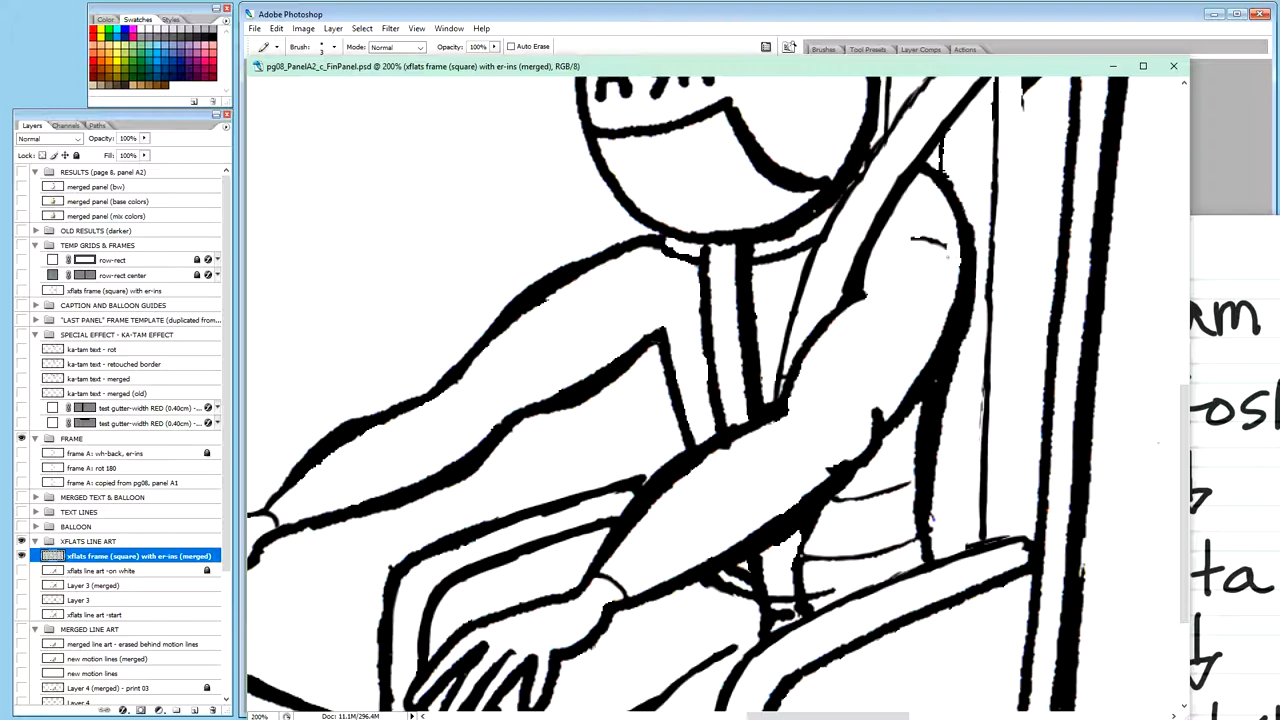 Color Swatches Styles
Adobe Photoshop
File Edit Image Layer Select Filter View Window Help
Brush: 3 Mode: Normal Opacity: 100% Auto Erase
Brushes Tool Presets Layer Comps Actions
pg08_PanelA2_c_FinPanel.psd @ 200% (xflats frame (square) with er-ins (merged), RGB/8)
Layers Channels Paths
Normal Opacity: 100%
Lock: Fill: 100%
RESULTS (page 8, panel A2)
merged panel (bw)
merged panel (base colors)
merged panel (mix colors)
OLD RESULTS (darker)
TEMP GRIDS & FRAMES
row-rect
row-rect center
xflats frame (square) with er-ins
CAPTION AND BALLOON GUIDES
"LAST PANEL" FRAME TEMPLATE (duplicated from...
SPECIAL EFFECT - KA-TAM EFFECT
ka-tam text - rot
ka-tam text - retouched border
ka-tam text - merged
ka-tam text - merged (old)
test gutter-width RED (0.40cm) -...
test gutter-width RED (0.40cm) -...
FRAME
frame A: wh-back, er-ins
frame A: rot 180
frame A: copied from pg08, panel A1
MERGED TEXT & BALLOON
TEXT LINES
BALLOON
XFLATS LINE ART
xflats frame (square) with er-ins (merged)
xflats line art -on white
Layer 3 (merged)
Layer 3
xflats line art -start
MERGED LINE ART
merged line art - erased behind motion lines
new motion lines (merged)
new motion lines
Layer 4 (merged) - print 03
Layer 4
200% Doc: 11.1M/296.4M
ta